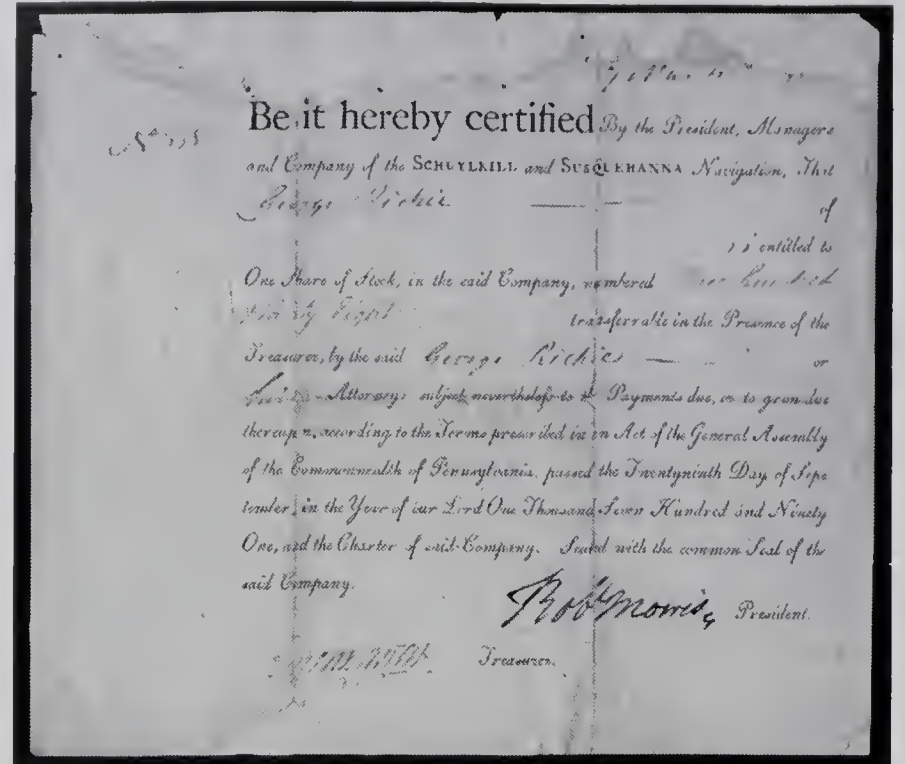 Be it hereby certified By the President, Managers
and Company of the SCHUYLKILL and SUSQUEHANNA Navigation, That
George Richie of
is entitled to
One Share of Stock, in the said Company, numbered
Eight transferrable in the Presence of the
Treasurer, by the said George Richie or
Attorney subject nevertheless to Payments due, or to grow due
thereupon, according to the Terms prescribed in an Act of the General Assembly
of the Commonwealth of Pennsylvania, passed the Twentyninth Day of Sep-
tember, in the Year of our Lord One Thousand Seven Hundred and Ninety
One, and the Charter of said Company. Sealed with the common Seal of the
said Company.
Robt Morris, President.
Treasurer.